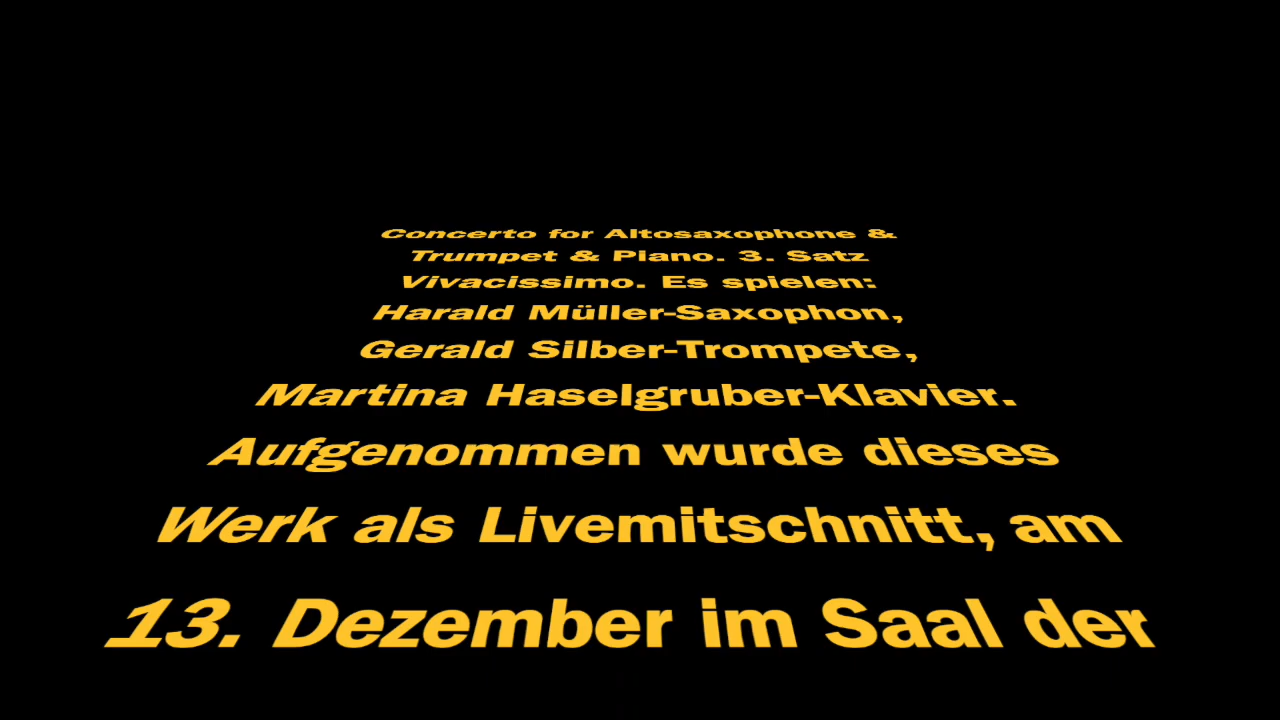 Concerto for Altosaxophone &
Trumpet & Piano. 3. Satz
Vivacissimo. Es spielen:
Harald Müller-Saxophon,
Gerald Silber-Trompete,
Martina Haselgruber-Klavier.
Aufgenommen wurde dieses
Werk als Livemitschnitt, am
13. Dezember im Saal der